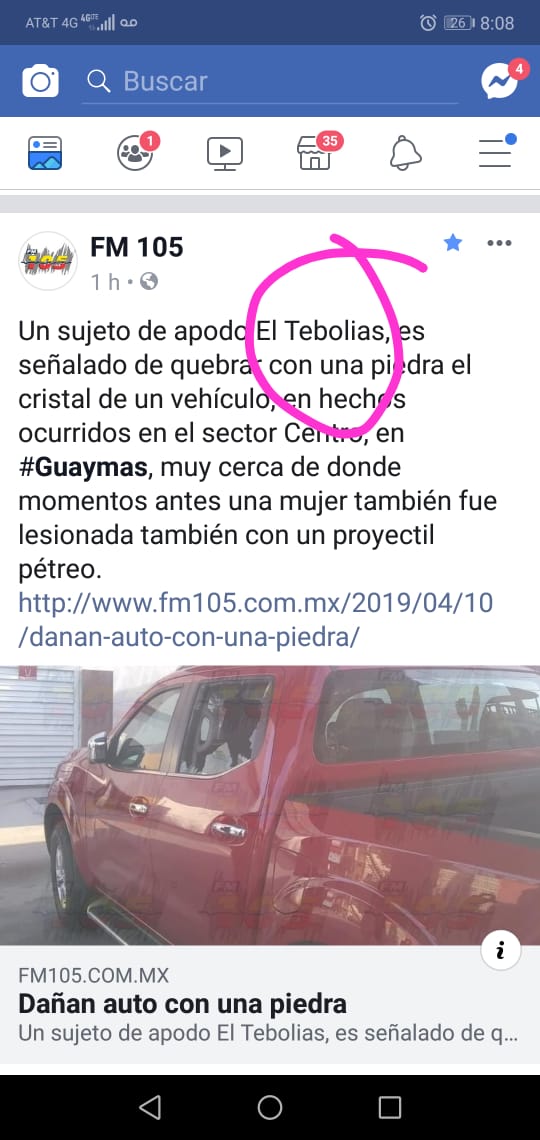 AT&T 4G 4G LTE 26 8:08
Buscar 4
1 35
FM 105
1 h
Un sujeto de apodo El Tebolias, es
señalado de quebrar con una piedra el
cristal de un vehículo, en hechos
ocurridos en el sector Centro, en
#Guaymas, muy cerca de donde
momentos antes una mujer también fue
lesionada también con un proyectil
pétreo.
http://www.fm105.com.mx/2019/04/10
/danan-auto-con-una-piedra/
FM105.COM.MX
Dañan auto con una piedra
Un sujeto de apodo El Tebolias, es señalado de q...